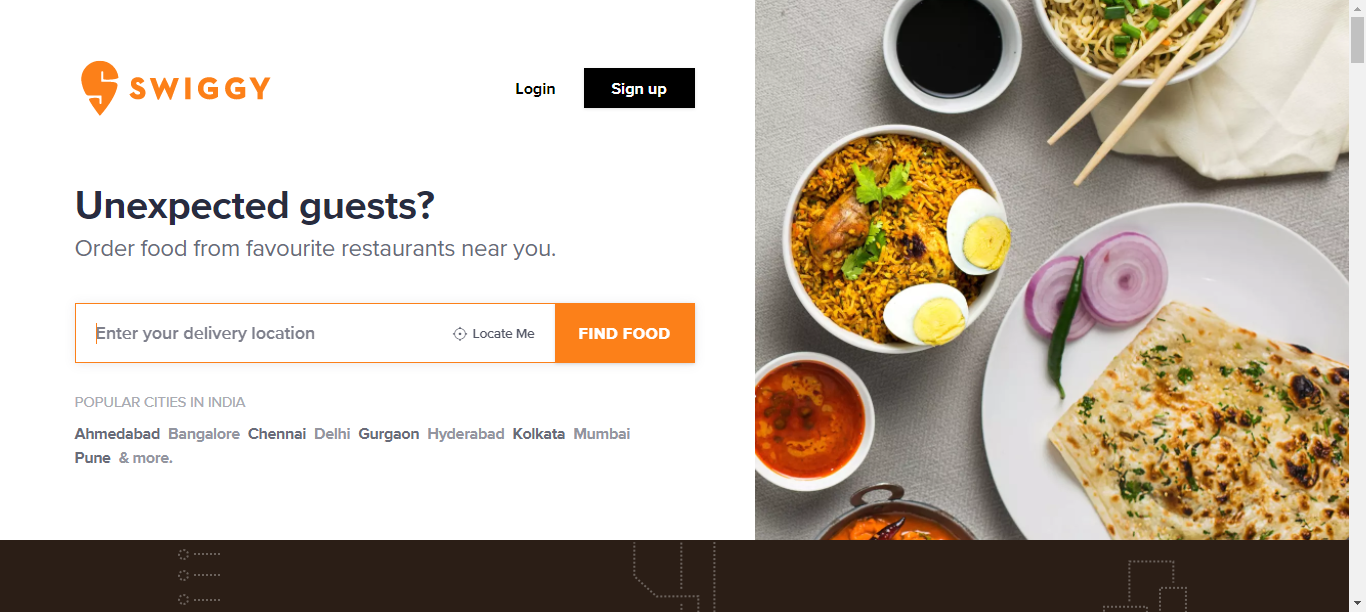 SWIGGY
Login
Sign up
Unexpected guests?
Order food from favourite restaurants near you.
Enter your delivery location
Locate Me
FIND FOOD
POPULAR CITIES IN INDIA
Ahmedabad Bangalore Chennai Delhi Gurgaon Hyderabad Kolkata Mumbai
Pune & more.